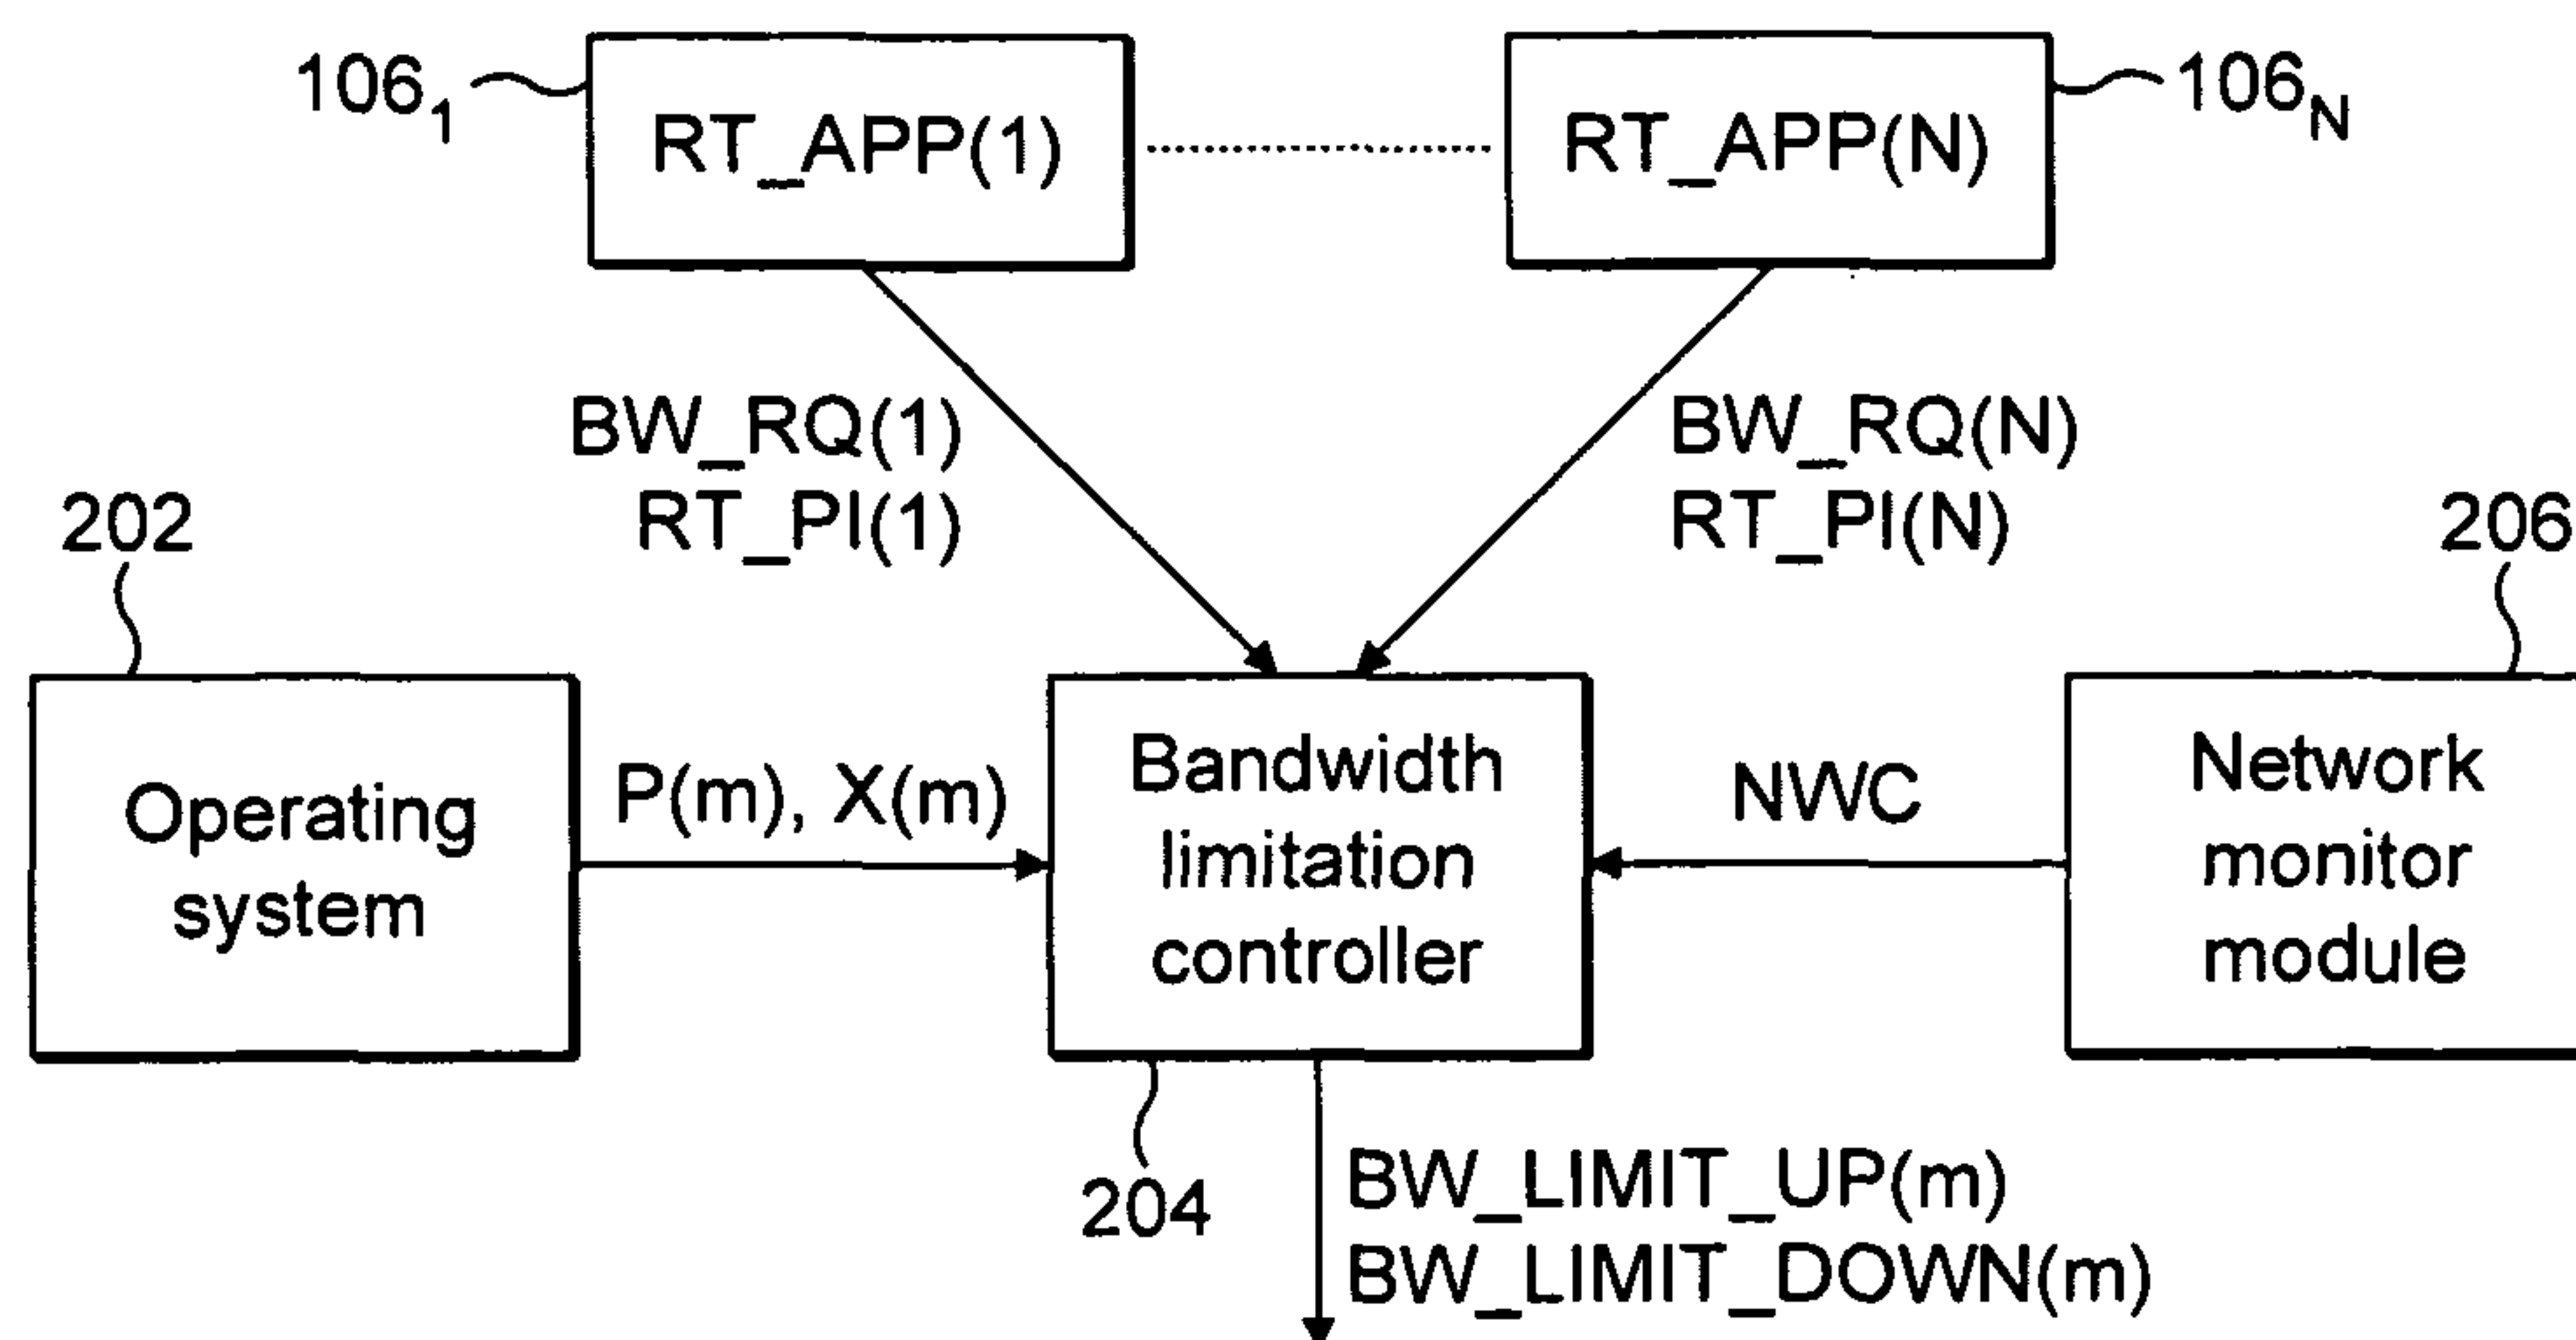 106₁
RT_APP(1)
RT_APP(N)
106_N
BW_RQ(1)
RT_PI(1)
BW_RQ(N)
RT_PI(N)
202
206
Operating
system
P(m), X(m)
Bandwidth
limitation
controller
NWC
Network
monitor
module
204
BW_LIMIT_UP(m)
BW_LIMIT_DOWN(m)